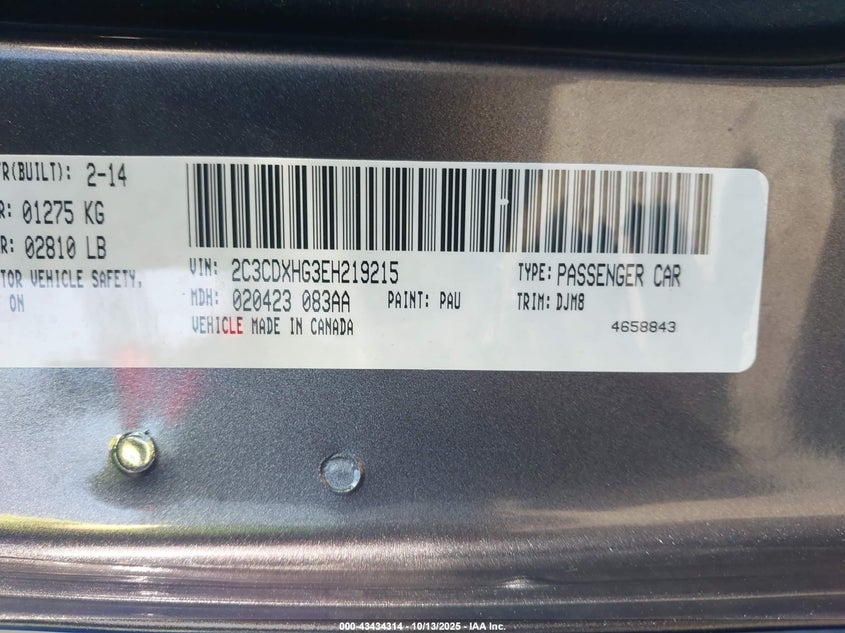 FR(BUILT): 2-14
R: 01275 KG
R: 02810 LB
TOR VEHICLE SAFETY,
ON
VIN: 2C3CDXHG3EH219215
TYPE: PASSENGER CAR
MDH: 020423 083AA
PAINT: PAU
TRIM: DJM8
VEHICLE MADE IN CANADA
4658843
000-43434314 - 10/13/2025 - IAA Inc.